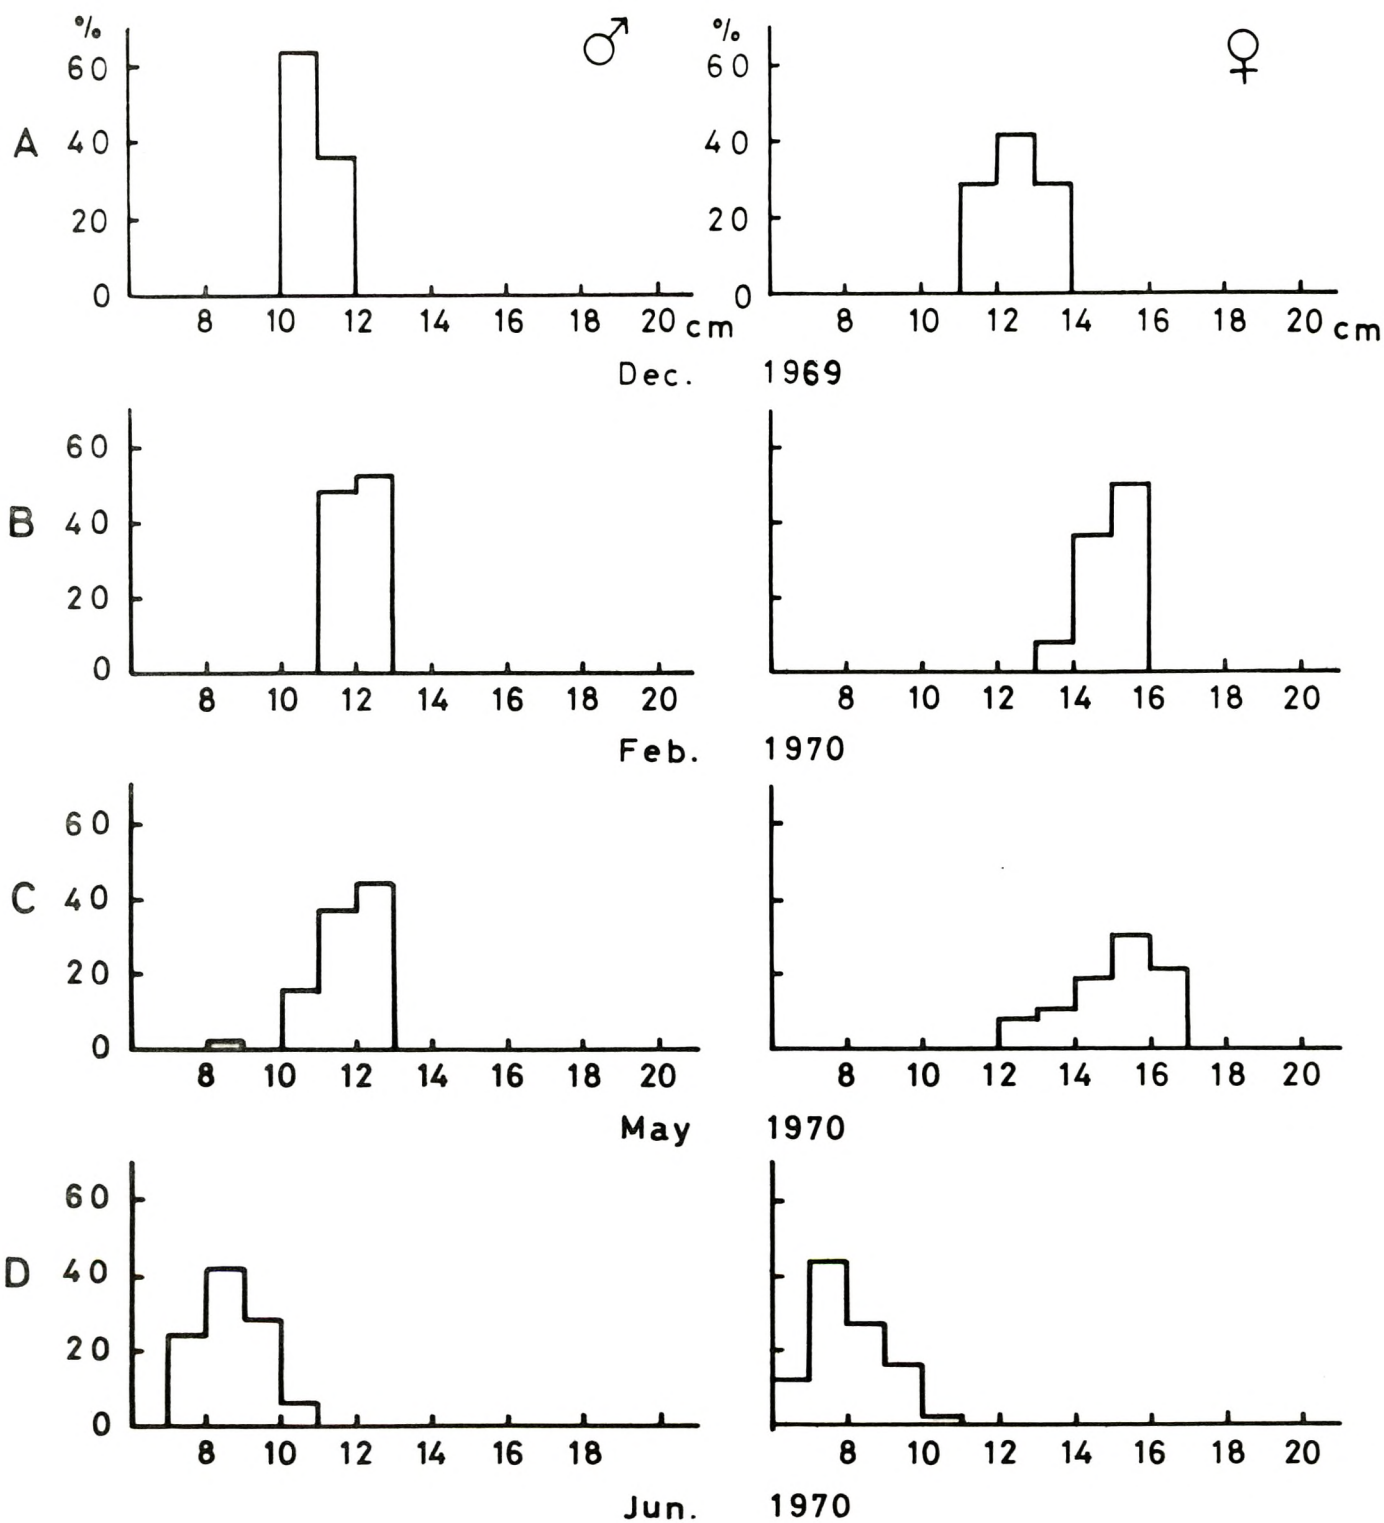 % ♂ % ♀
60 60
A 40 40
20 20
0 0
8 10 12 14 16 18 20 cm 8 10 12 14 16 18 20 cm
Dec. 1969
60
B 40
20
0
8 10 12 14 16 18 20 8 10 12 14 16 18 20
Feb. 1970
60
C 40
20
0
8 10 12 14 16 18 20 8 10 12 14 16 18 20
May 1970
60
D 40
20
0
8 10 12 14 16 18 8 10 12 14 16 18 20
Jun. 1970